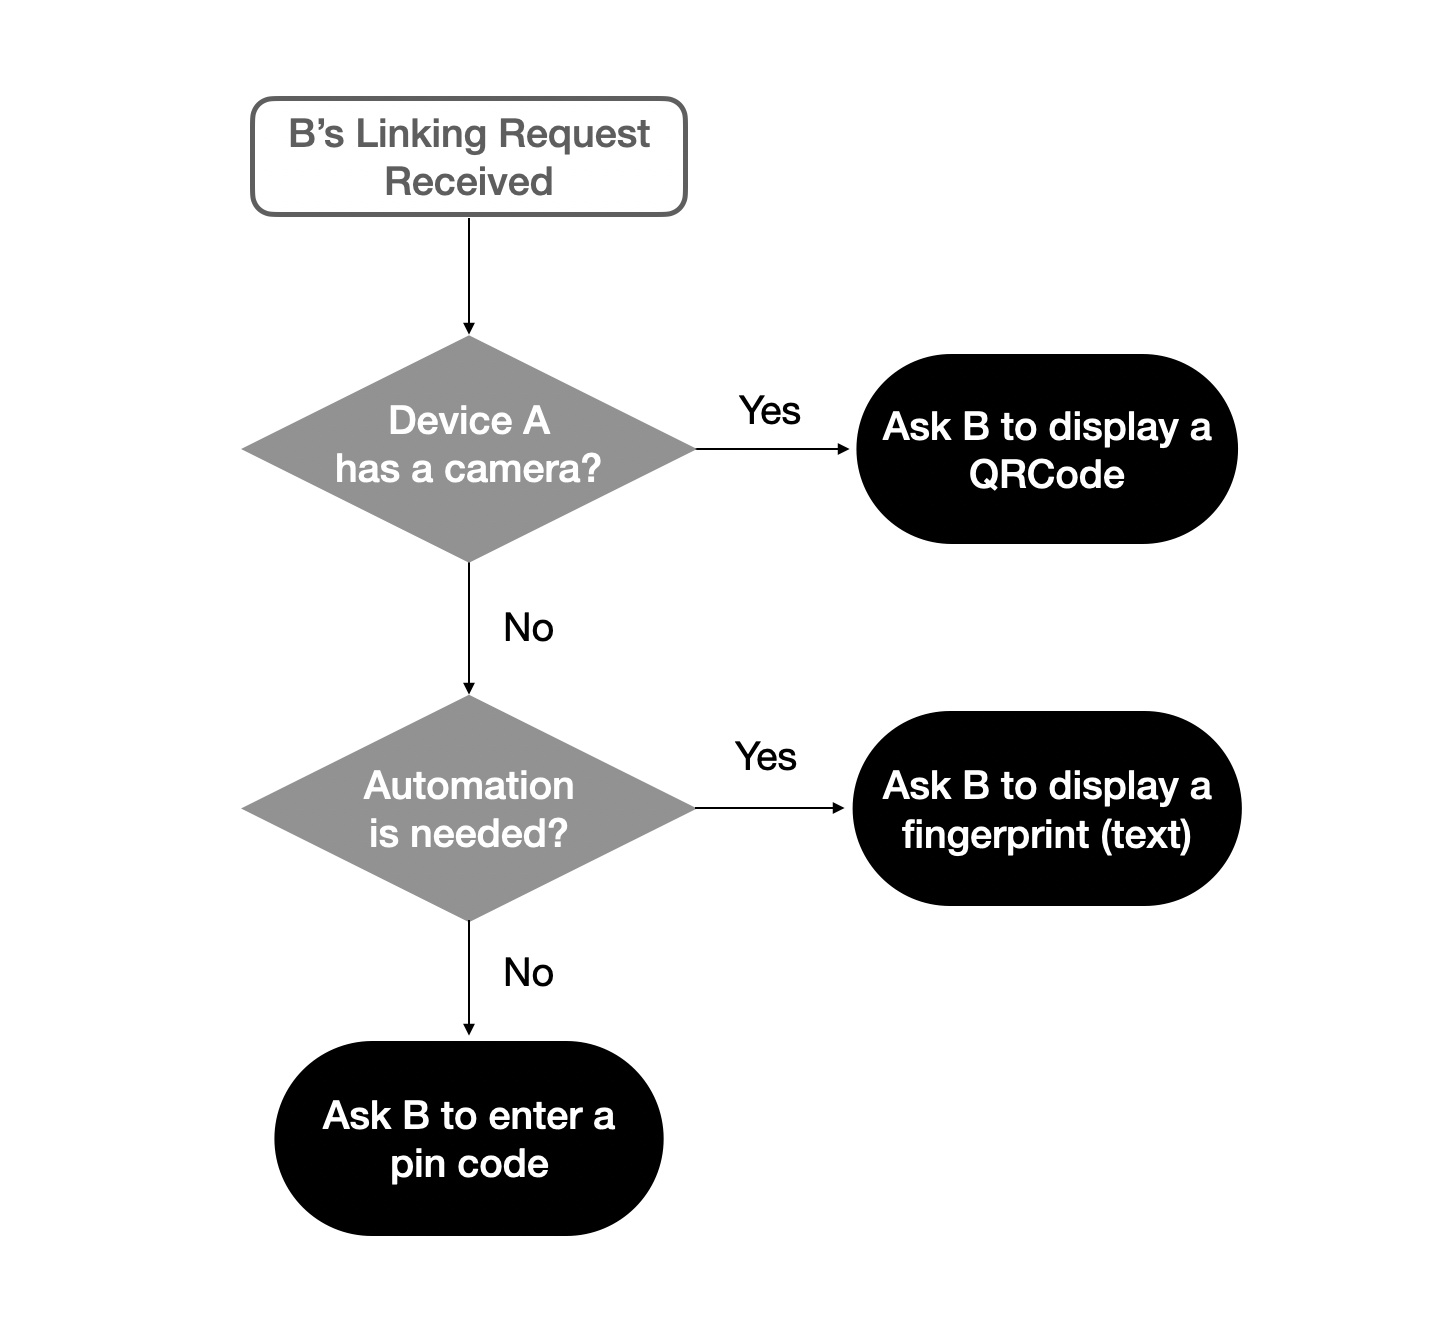 B’s Linking Request
Received
Device A
has a camera?
Yes
Ask B to display a
QRCode
No
Automation
is needed?
Yes
Ask B to display a
fingerprint (text)
No
Ask B to enter a
pin code